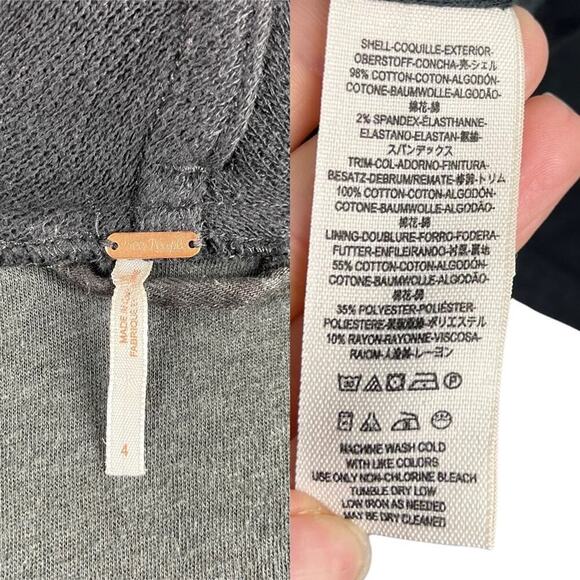 Free People
MADE IN
FABRIQUÉ
4
SHELL-COQUILLE-EXTERIOR-
OBERSTOFF-CONCHA-壳-シェル
98% COTTON-COTON-ALGODÓN-
COTONE-BAUMWOLLE-ALGODÃO-
棉花-綿
2% SPANDEX-ÉLASTHANNE-
ELASTANO-ELASTAN-
スパンデックス
TRIM-COL-ADORNO-FINITURA-
BESATZ-DEBRUM/REMATE-修剪-トリム
100% COTTON-COTON-ALGODÓN-
COTONE-BAUMWOLLE-ALGODÃO-
棉花-綿
LINING-DOUBLURE-FORRO-FODERA-
FUTTER-ENFILEIRANDO-衬里-裏地
55% COTTON-COTON-ALGODÓN-
COTONE-BAUMWOLLE-ALGODÃO-
棉花-綿
35% POLYESTER-POLIÉSTER-
POLIESTERE-聚酯纖維-ポリエステル
10% RAYON-RAYONNE-VISCOSA-
RAION-人造絲-レーヨン
MACHINE WASH COLD
WITH LIKE COLORS
USE ONLY NON-CHLORINE BLEACH
TUMBLE DRY LOW
LOW IRON AS NEEDED
MAY BE DRY CLEANED